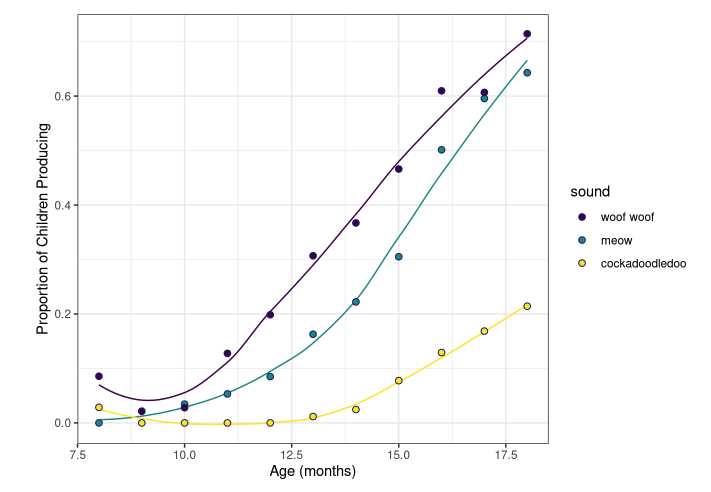 Proportion of Children Producing
0.6
0.4
0.2
0.0
7.5 10.0 12.5 15.0 17.5
Age (months)
sound
woof woof
meow
cockadoodledoo